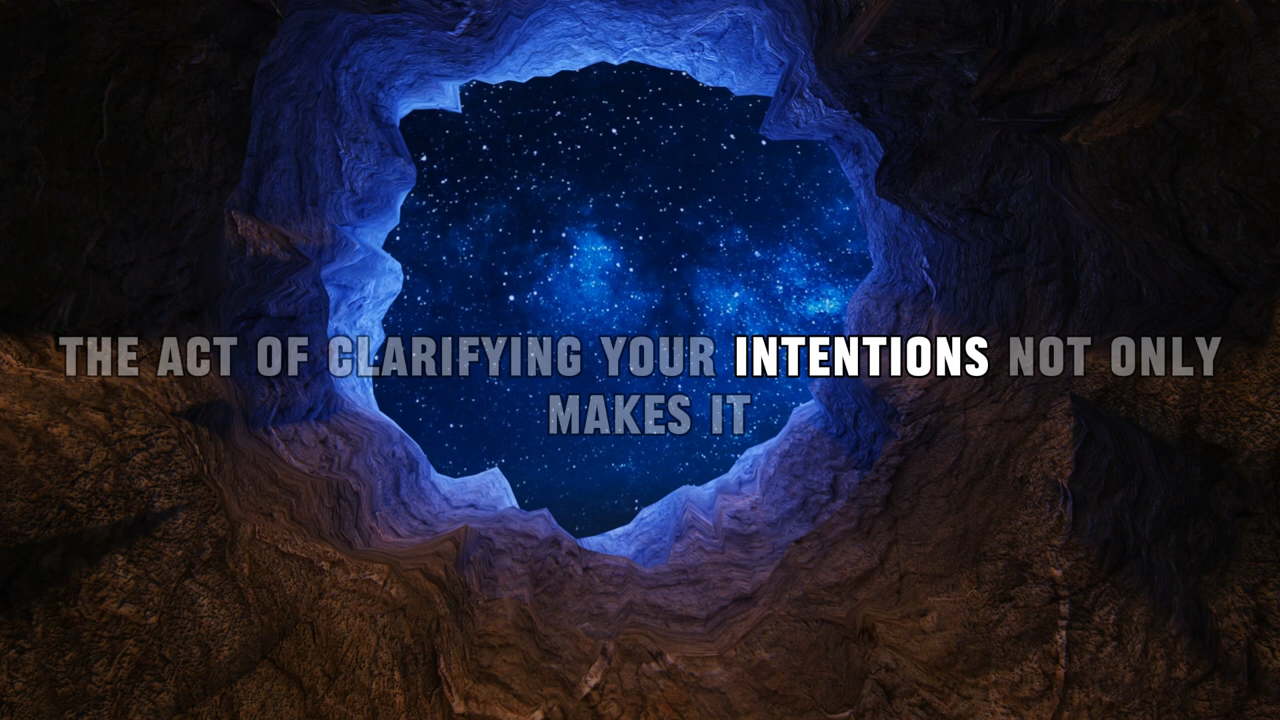 THE ACT OF CLARIFYING YOUR INTENTIONS NOT ONLY
MAKES IT